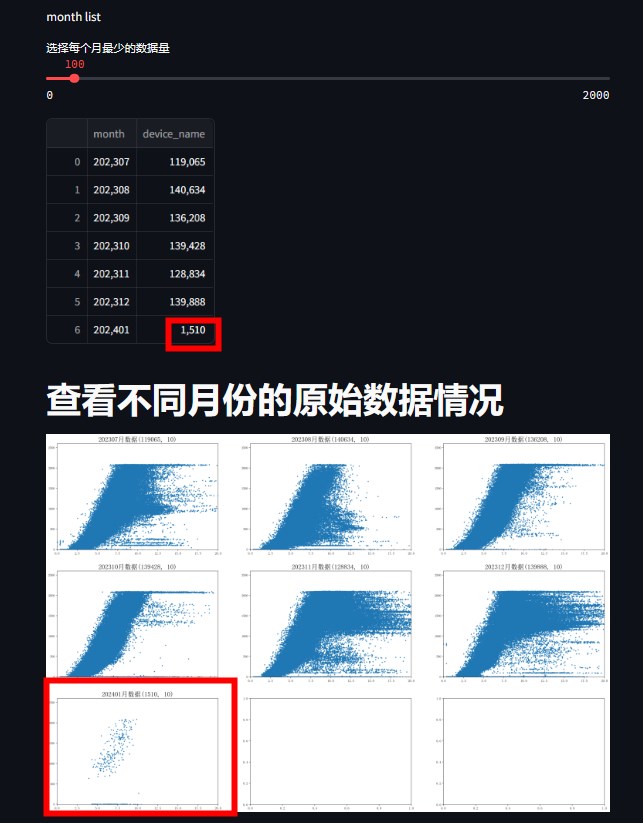 month list
选择每个月最少的数据量
100
0 2000
month device_name
0 202,307 119,065
1 202,308 140,634
2 202,309 136,208
3 202,310 139,428
4 202,311 128,834
5 202,312 139,888
6 202,401 1,510
查看不同月份的原始数据情况
202307月数据(119065, 10) 202308月数据(140634, 10) 202309月数据(136208, 10)
202310月数据(139428, 10) 202311月数据(128834, 10) 202312月数据(139888, 10)
202401月数据(1510, 10)